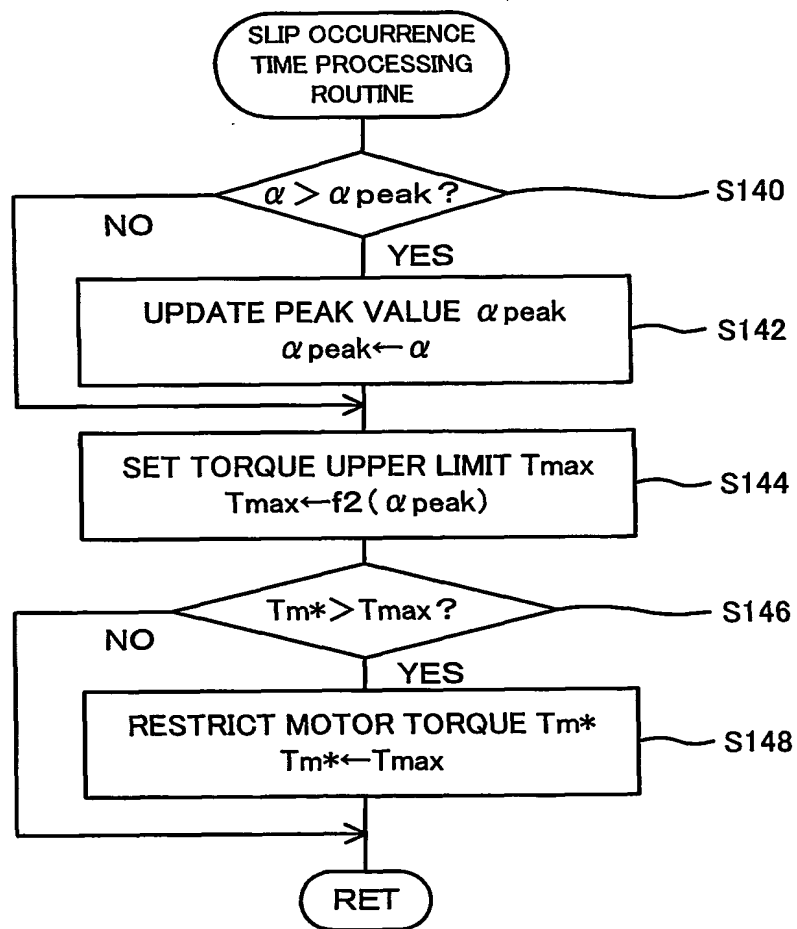 SLIP OCCURRENCE
TIME PROCESSING
ROUTINE
α > α peak ?
S140
NO
YES
UPDATE PEAK VALUE α peak
α peak ← α
S142
SET TORQUE UPPER LIMIT Tmax
Tmax←f2( α peak)
S144
Tm*>Tmax ?
S146
NO
YES
RESTRICT MOTOR TORQUE Tm*
Tm*←Tmax
S148
RET